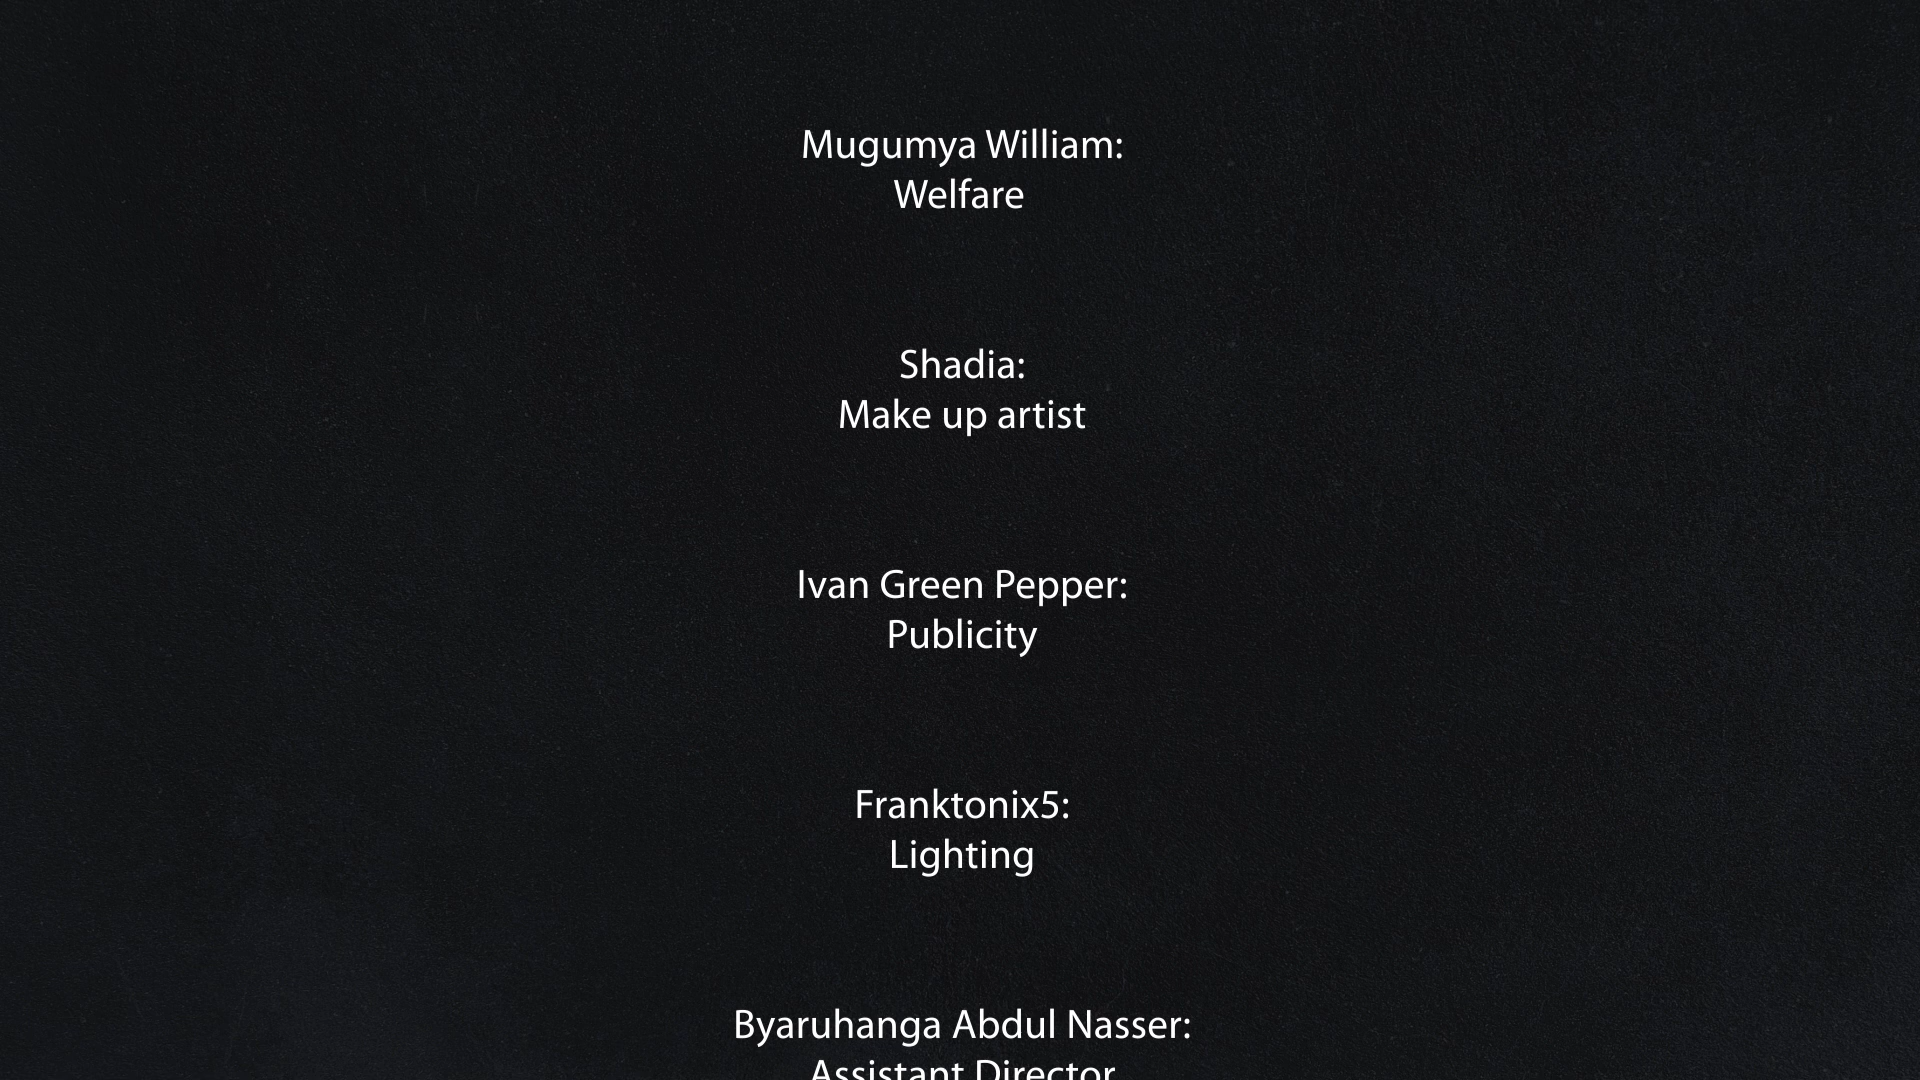 Mugumya William:
Welfare
Shadia:
Make up artist
Ivan Green Pepper:
Publicity
Franktonix5:
Lighting
Byaruhanga Abdul Nasser:
Assistant Director